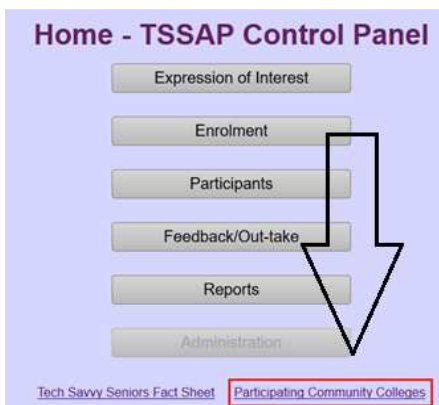 Home - TSSAP Control Panel
Expression of Interest
Enrolment
Participants
Feedback/Out-take
Reports
Administration
Tech Savvy Seniors Fact Sheet Participating Community Colleges